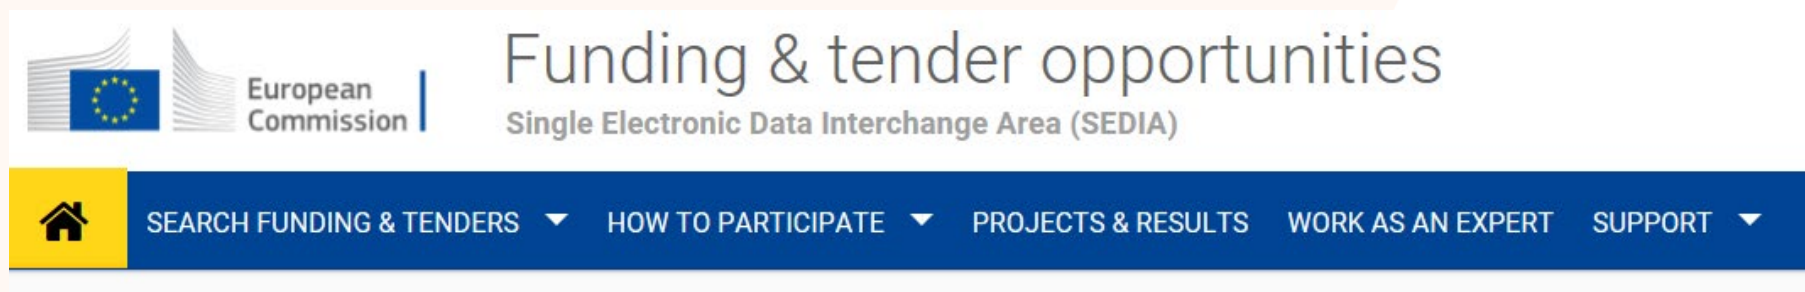 European
Commission
Funding & tender opportunities
Single Electronic Data Interchange Area (SEDIA)
SEARCH FUNDING & TENDERS HOW TO PARTICIPATE PROJECTS & RESULTS WORK AS AN EXPERT SUPPORT